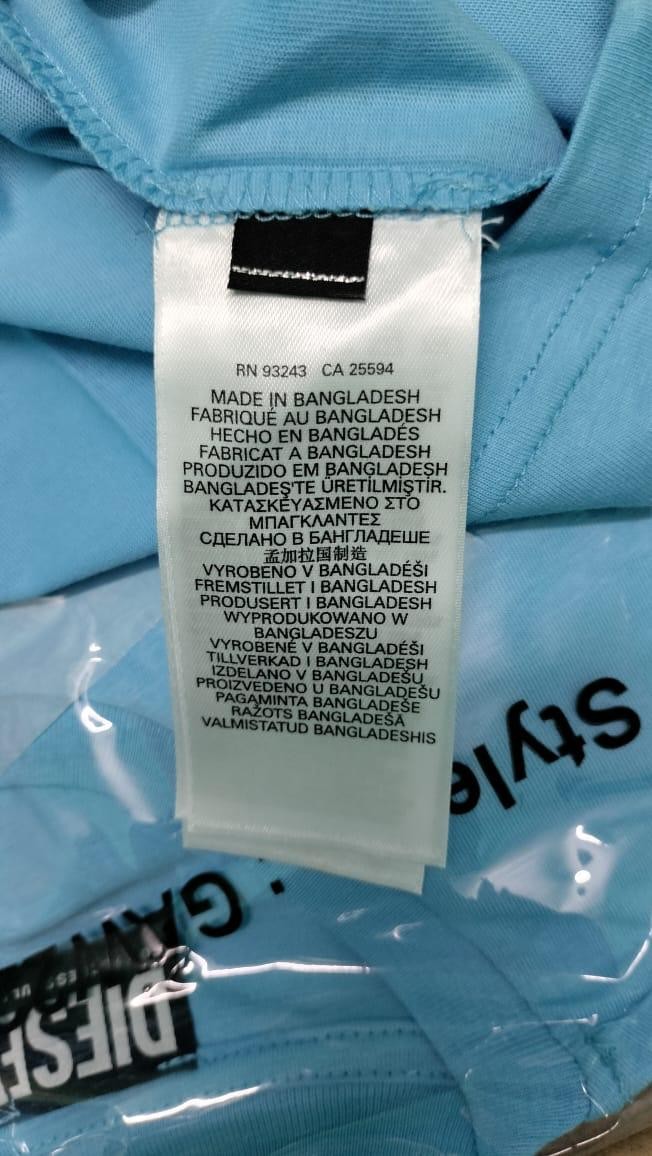 RN 93243 CA 25594
MADE IN BANGLADESH
FABRIQUÉ AU BANGLADESH
HECHO EN BANGLADÉS
FABRICAT A BANGLADESH
PRODUZIDO EM BANGLADESH
BANGLADEŞ'TE ÜRETİLMİŞTİR.
ΚΑΤΑΣΚΕΥΑΣΜΕΝΟ ΣΤΟ
ΜΠΑΓΚΛΑΝΤΕΣ
СДЕЛАНО В БАНГЛАДЕШЕ
孟加拉国制造
VYROBENO V BANGLADÉŠI
FREMSTILLET I BANGLADESH
PRODUSERT I BANGLADESH
WYPRODUKOWANO W
BANGLADESZU
VYROBENÉ V BANGLADÉŠI
TILLVERKAD I BANGLADESH
IZDELANO V BANGLADEŠU
PROIZVEDENO U BANGLADEŠU
PAGAMINTA BANGLADEŠE
RAŽOTS BANGLADEŠĀ
VALMISTATUD BANGLADESHIS
Style